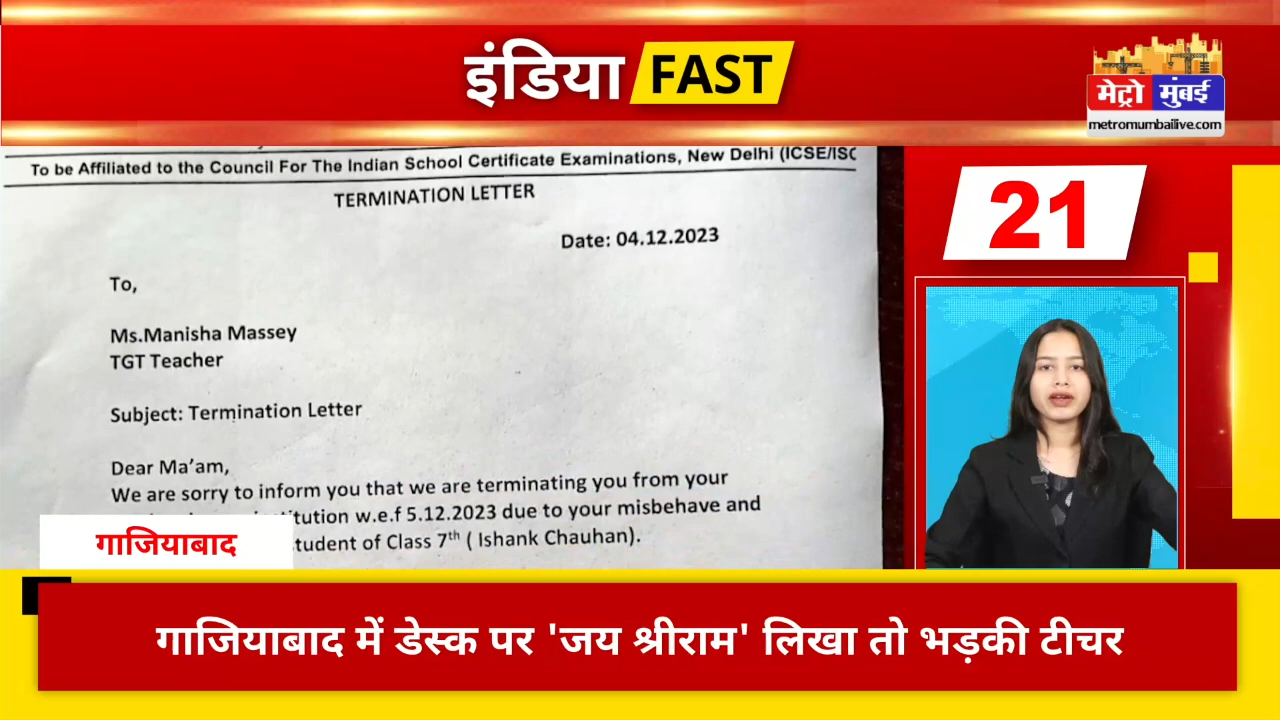 इंडिया FAST
मेट्रो मुंबई
metromumbailive.com
To be Affiliated to the Council For The Indian School Certificate Examinations, New Delhi (ICSE/ISC
TERMINATION LETTER
Date: 04.12.2023
To,
Ms.Manisha Massey
TGT Teacher
Subject: Termination Letter
Dear Ma'am,
We are sorry to inform you that we are terminating you from your
w.e.f 5.12.2023 due to your misbehave and
student of Class 7th ( Ishank Chauhan).
21
गाजियाबाद
गाजियाबाद में डेस्क पर 'जय श्रीराम' लिखा तो भड़की टीचर